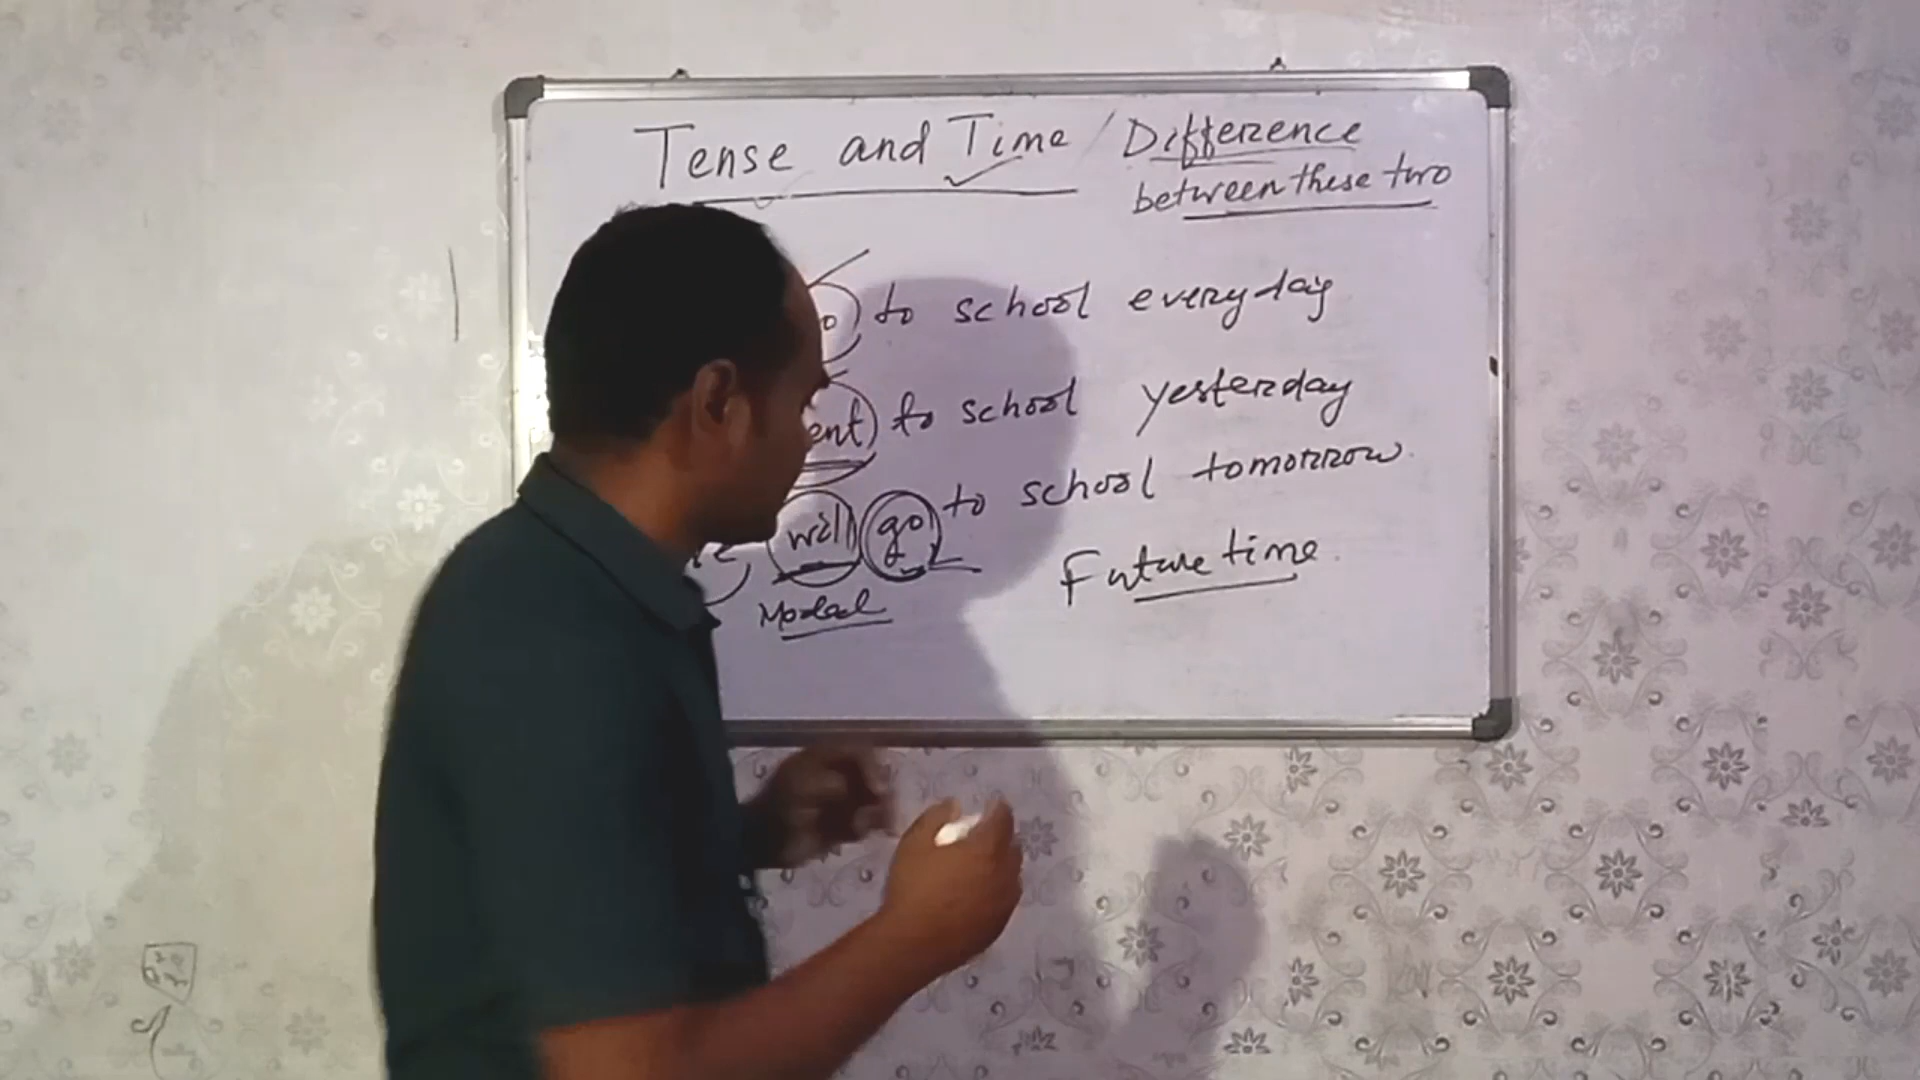 Tense and Time / Difference
between these two
to school everyday
to school yesterday
will go to school tomorrow.
Modal
Future time.